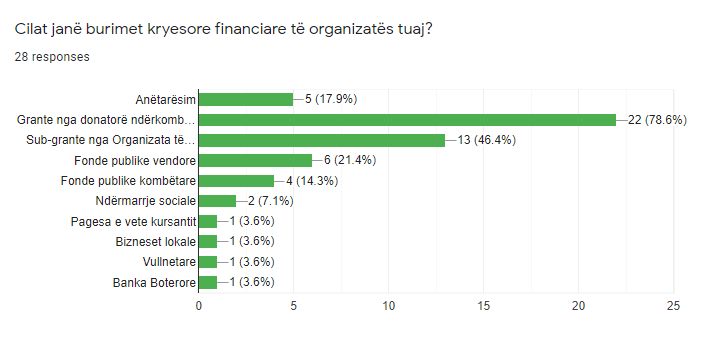 Cilat janë burimet kryesore financiare të organizatës tuaj?
28 responses
Anëtarësim 5 (17.9%)
Grante nga donatorë ndërkomb... 22 (78.6%)
Sub-grante nga Organizata të... 13 (46.4%)
Fonde publike vendore 6 (21.4%)
Fonde publike kombëtare 4 (14.3%)
Ndërmarrje sociale 2 (7.1%)
Pagesa e vete kursantit 1 (3.6%)
Bizneset lokale 1 (3.6%)
Vullnetare 1 (3.6%)
Banka Boterore 1 (3.6%)
0 5 10 15 20 25